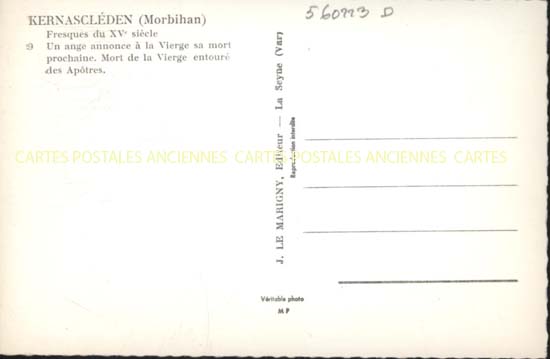 KERNASCLÉDEN (Morbihan)
Fresques du XVe siècle
9 Un ange annonce à la Vierge sa mort
prochaine. Mort de la Vierge entouré
des Apôtres.
560113 D
J. LE MARIGNY, Editeur — La Seyne (Var)
Reproduction interdite
CARTES POSTALES ANCIENNES CARTES POSTALES ANCIENNES CARTES
Véritable photo
M P